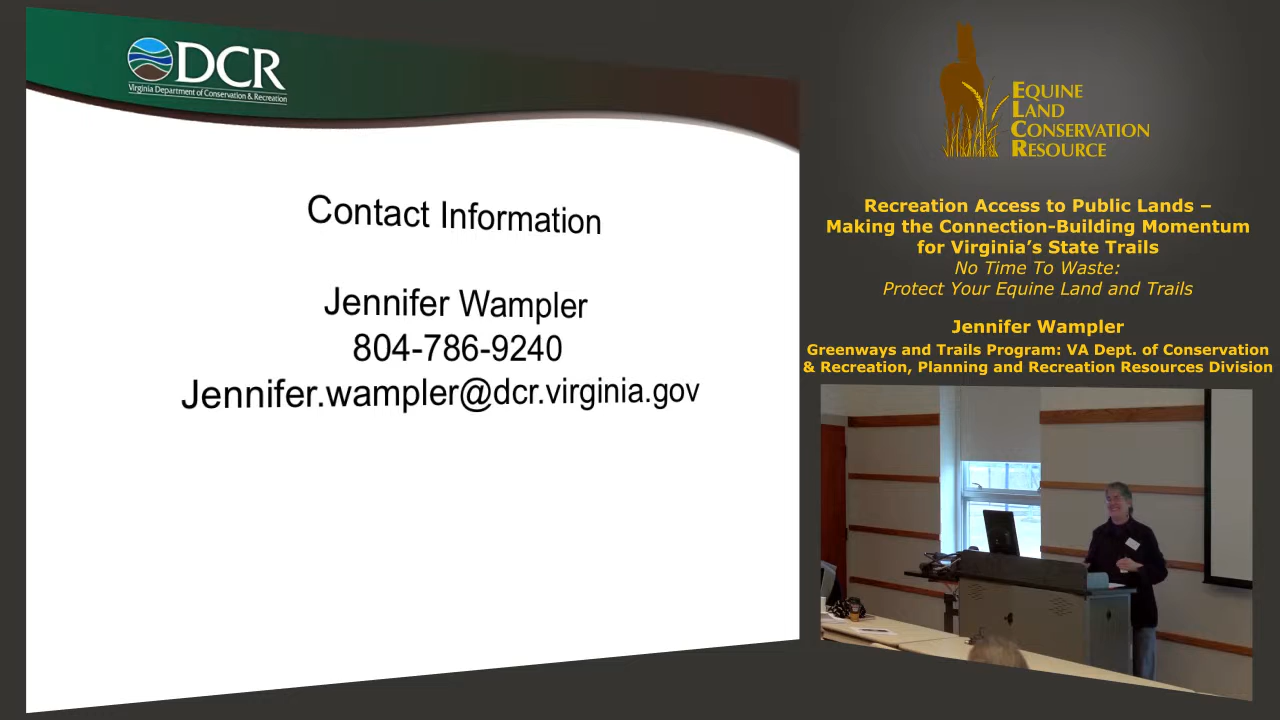 DCR
Virginia Department of Conservation & Recreation
Contact Information
Jennifer Wampler
804-786-9240
Jennifer.wampler@dcr.virginia.gov
EQUINE
LAND
CONSERVATION
RESOURCE
Recreation Access to Public Lands –
Making the Connection-Building Momentum
for Virginia’s State Trails
No Time To Waste:
Protect Your Equine Land and Trails
Jennifer Wampler
Greenways and Trails Program: VA Dept. of Conservation
& Recreation, Planning and Recreation Resources Division